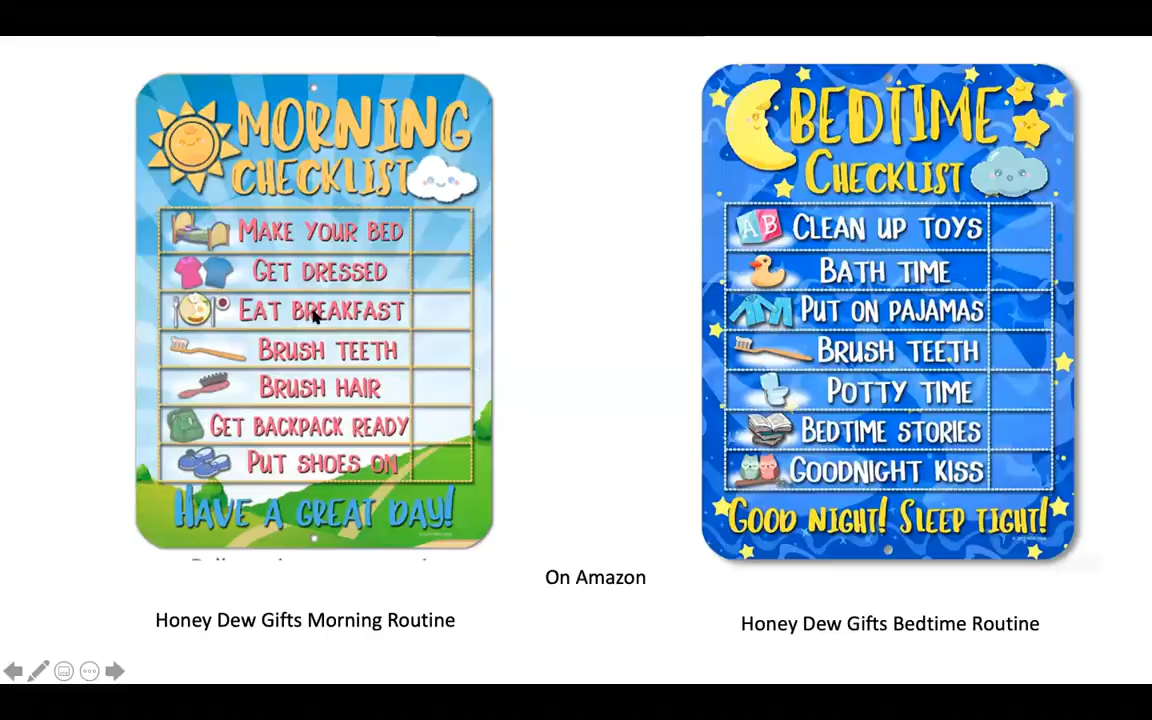 MORNING
CHECKLIST
MAKE YOUR BED
GET DRESSED
EAT BREAKFAST
BRUSH TEETH
BRUSH HAIR
GET BACKPACK READY
PUT SHOES ON
HAVE A GREAT DAY!
Honey Dew Gifts Morning Routine
On Amazon
BEDTIME
CHECKLIST
A B
CLEAN UP TOYS
BATH TIME
PUT ON PAJAMAS
BRUSH TEETH
POTTY TIME
BEDTIME STORIES
GOODNIGHT KISS
GOOD NIGHT! SLEEP TIGHT!
Honey Dew Gifts Bedtime Routine